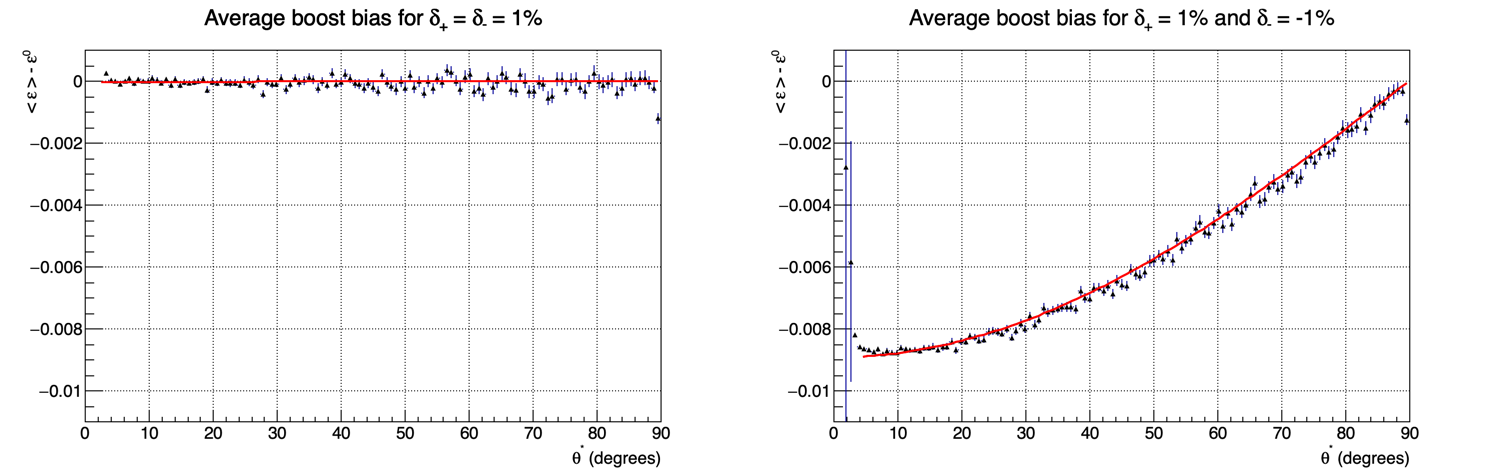 Average boost bias for δ₊ = δ₋ = 1%
< ε > - ε⁰
0
−0.002
−0.004
−0.006
−0.008
−0.01
0 10 20 30 40 50 60 70 80 90
θ* (degrees)
Average boost bias for δ₊ = 1% and δ₋ = -1%
< ε > - ε⁰
0
−0.002
−0.004
−0.006
−0.008
−0.01
0 10 20 30 40 50 60 70 80 90
θ* (degrees)